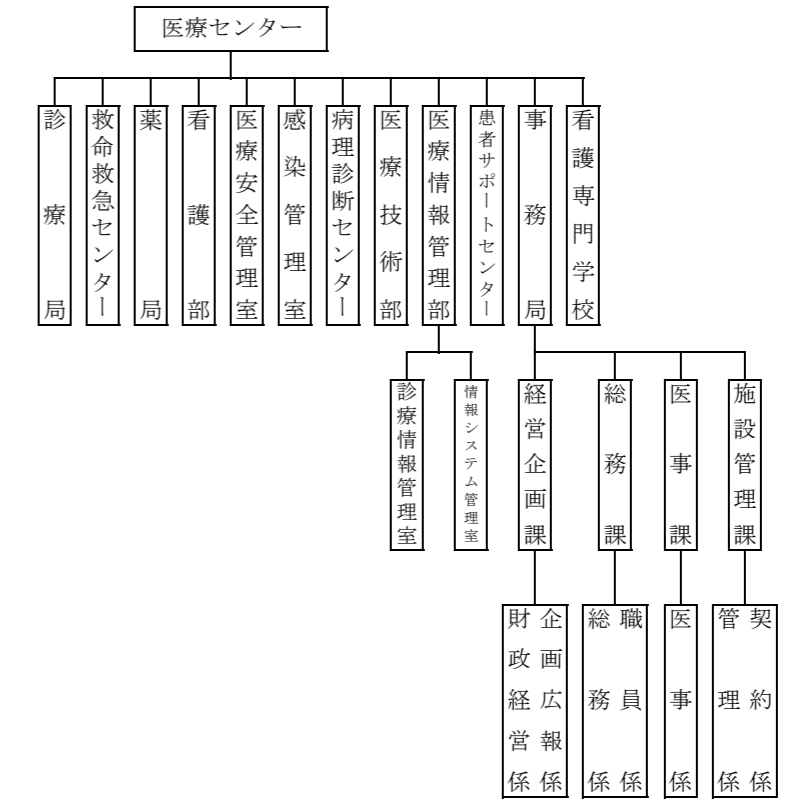 医療センター
診療局
救命救急センター
薬局
看護部
医療安全管理室
感染管理室
病理診断センター
医療技術部
医療情報管理部
患者サポートセンター
事務局
看護専門学校
診療情報管理室
情報システム管理室
経営企画課
総務課
医事課
施設管理課
企画広報係
財政経営係
職員係
総務係
医事係
契約係
管理係